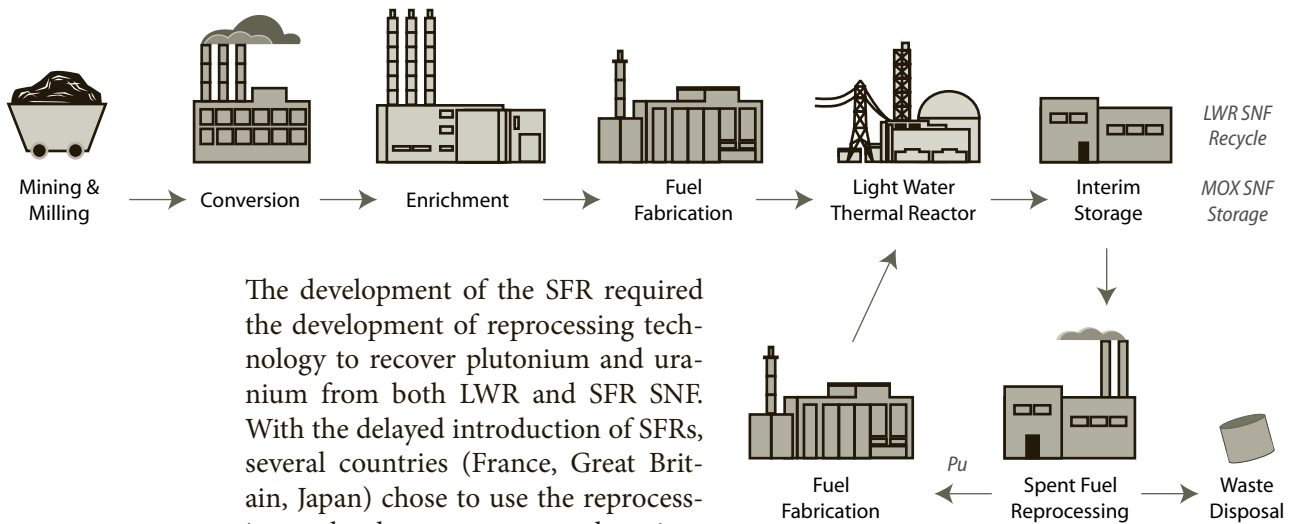 LWR SNF
Recycle
Mining &
Milling
Conversion
Enrichment
Fuel
Fabrication
Light Water
Thermal Reactor
Interim
Storage
MOX SNF
Storage
The development of the SFR required
the development of reprocessing tech-
nology to recover plutonium and ura-
nium from both LWR and SFR SNF.
With the delayed introduction of SFRs,
several countries (France, Great Brit-
ain, Japan) chose to use the reprocess-
Pu
Fuel
Fabrication
Spent Fuel
Reprocessing
Waste
Disposal